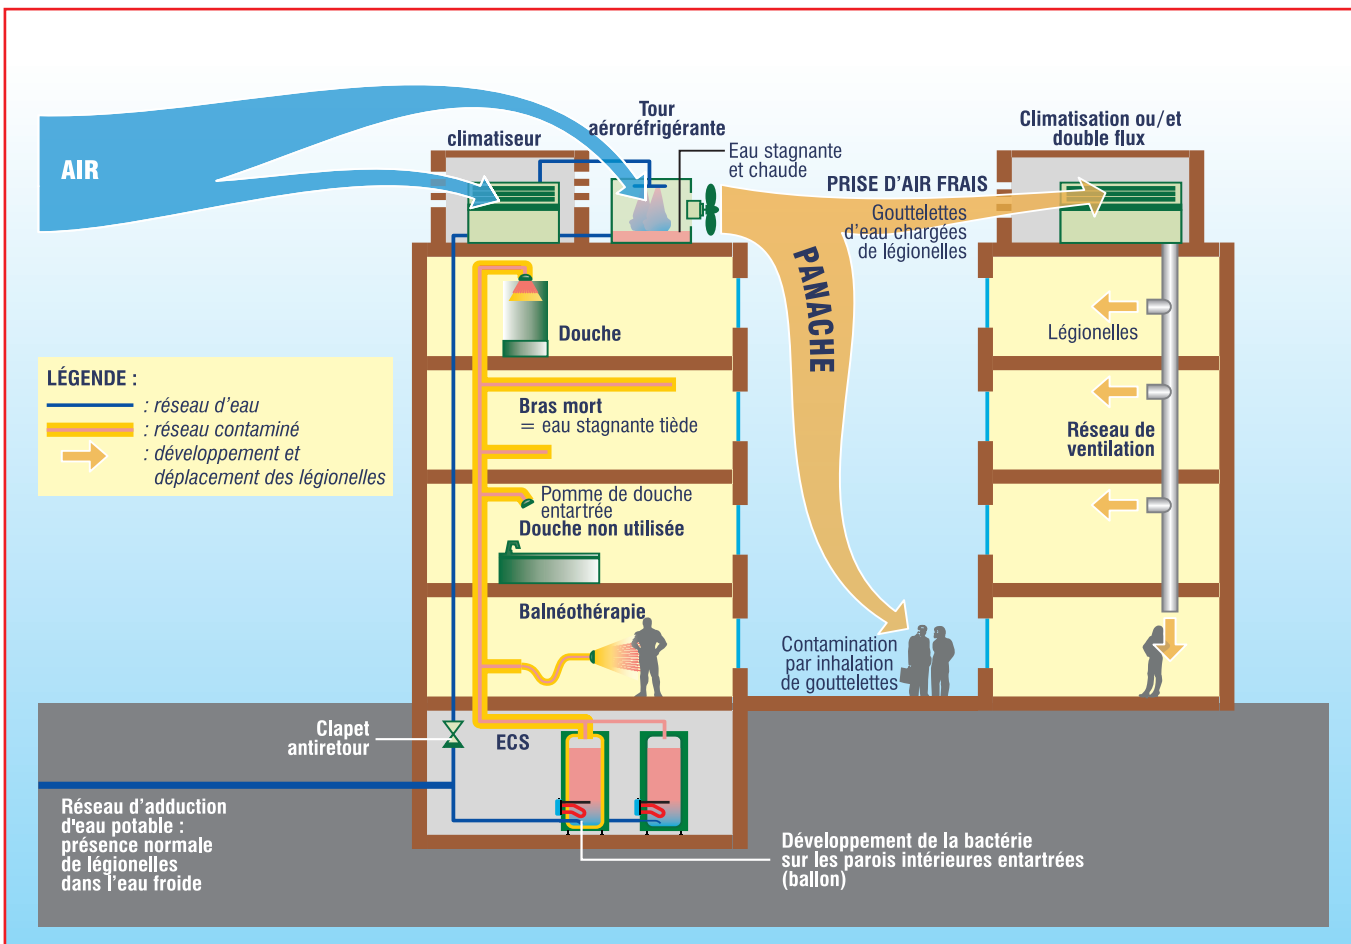 AIR
climatiseur
Tour
aéroréfrigérante
Eau stagnante
et chaude
PRISE D'AIR FRAIS
Gouttelettes
d'eau chargées
de légionelles
PANACHE
Climatisation ou/et
double flux
Douche
Légionelles
LÉGENDE :
: réseau d'eau
: réseau contaminé
: développement et
déplacement des légionelles
Bras mort
= eau stagnante tiède
Réseau de
ventilation
Pomme de douche
entartrée
Douche non utilisée
Balnéothérapie
Contamination
par inhalation
de gouttelettes
Clapet
antiretour
ECS
Réseau d'adduction
d'eau potable :
présence normale
de légionelles
dans l'eau froide
Développement de la bactérie
sur les parois intérieures entartrées
(ballon)